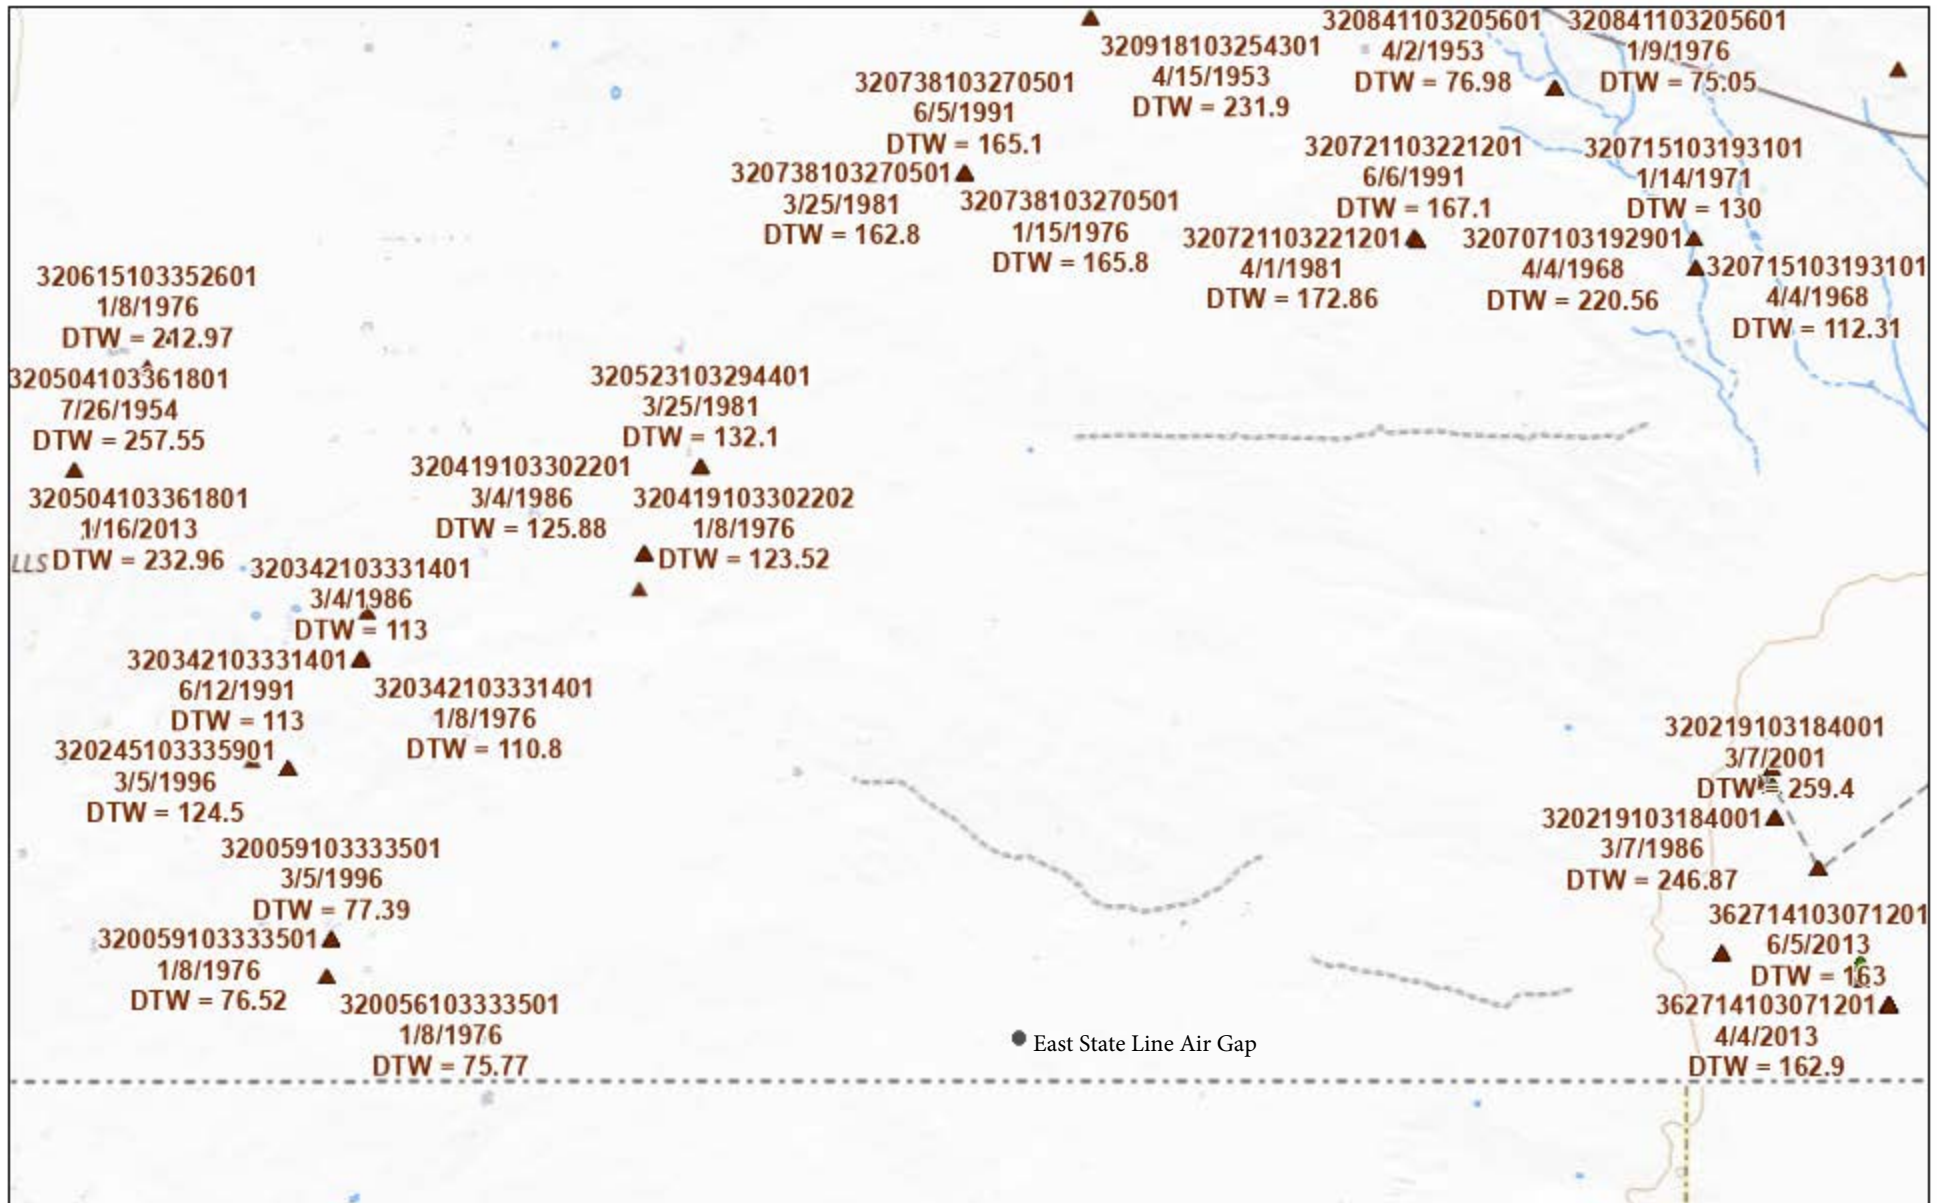 320918103254301
4/15/1953
DTW = 231.9
320841103205601
4/2/1953
DTW = 76.98
320841103205601
1/9/1976
DTW = 75.05
320738103270501
6/5/1991
DTW = 165.1
320738103270501
3/25/1981
DTW = 162.8
320738103270501
1/15/1976
DTW = 165.8
320721103221201
6/6/1991
DTW = 167.1
320721103221201
4/1/1981
DTW = 172.86
320715103193101
1/14/1971
DTW = 130
320707103192901
4/4/1968
DTW = 220.56
320715103193101
4/4/1968
DTW = 112.31
320615103352601
1/8/1976
DTW = 212.97
320504103361801
7/26/1954
DTW = 257.55
320504103361801
1/16/2013
LLS
DTW = 232.96
320523103294401
3/25/1981
DTW = 132.1
320419103302201
3/4/1986
DTW = 125.88
320419103302202
1/8/1976
DTW = 123.52
320342103331401
3/4/1986
DTW = 113
320342103331401
6/12/1991
DTW = 113
320342103331401
1/8/1976
DTW = 110.8
320245103335901
3/5/1996
DTW = 124.5
320219103184001
3/7/2001
DTW = 259.4
320219103184001
3/7/1986
DTW = 246.87
320059103333501
3/5/1996
DTW = 77.39
320059103333501
1/8/1976
DTW = 76.52
320056103333501
1/8/1976
DTW = 75.77
362714103071201
6/5/2013
DTW = 163
362714103071201
4/4/2013
DTW = 162.9
East State Line Air Gap